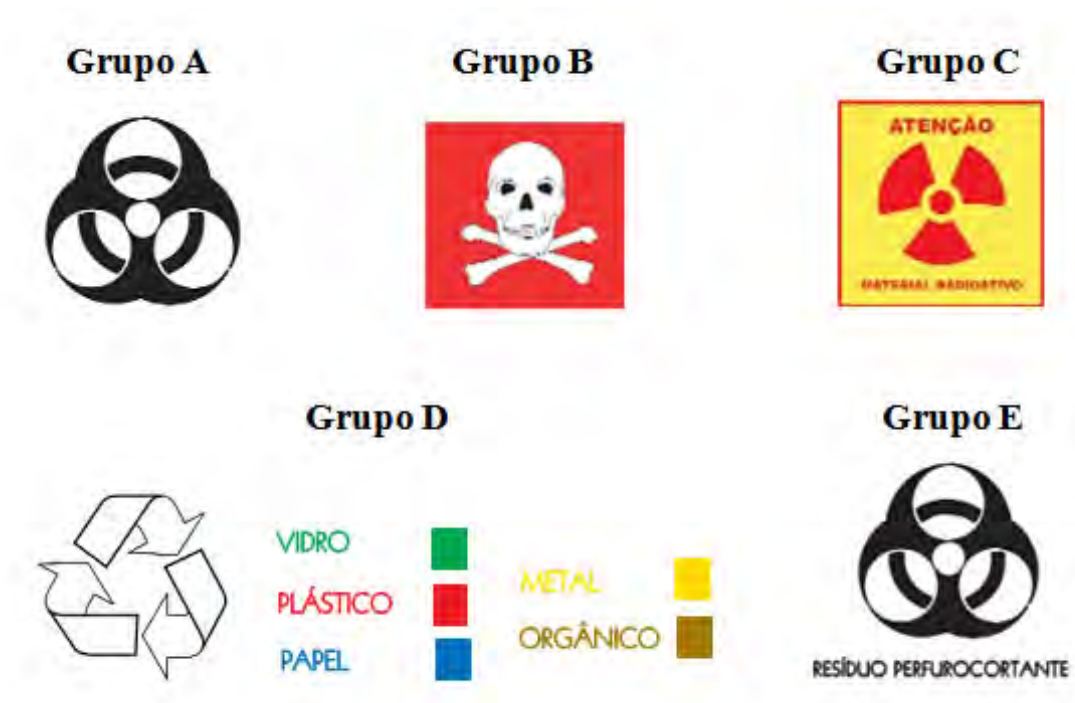 Grupo A
Grupo B
Grupo C
ATENÇÃO
MATERIAL RADIOATIVO
Grupo D
Grupo E
VIDRO
PLÁSTICO
PAPEL
METAL
ORGÂNICO
RESÍDUO PERFUROCORTANTE